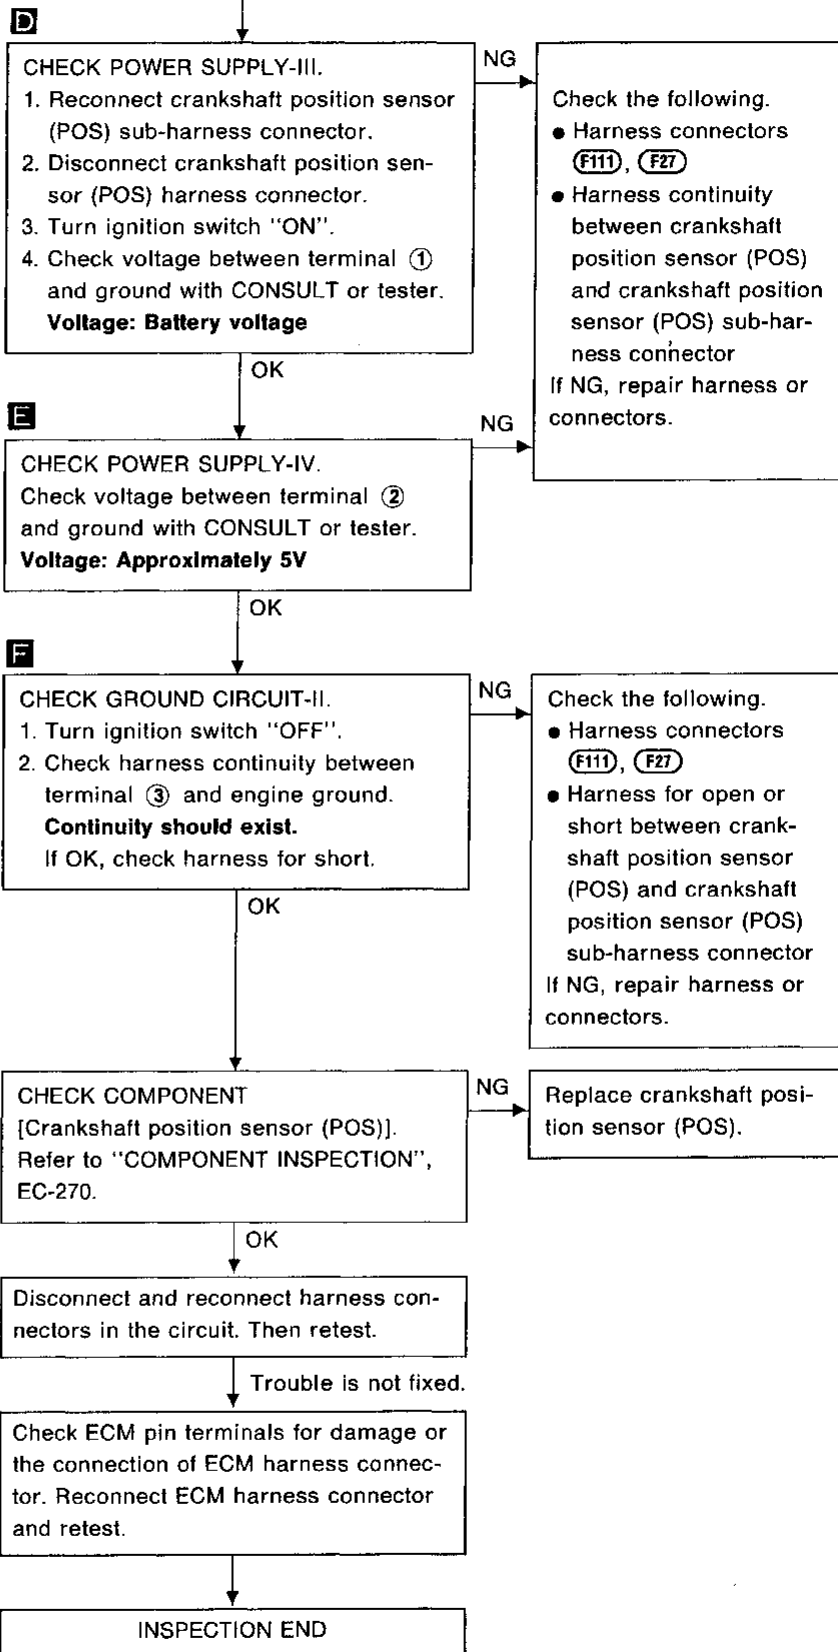 D
CHECK POWER SUPPLY-III.
1. Reconnect crankshaft position sensor
(POS) sub-harness connector.
2. Disconnect crankshaft position sen-
sor (POS) harness connector.
3. Turn ignition switch "ON".
4. Check voltage between terminal ①
and ground with CONSULT or tester.
Voltage: Battery voltage
NG
Check the following.
● Harness connectors
F111, F27
● Harness continuity
between crankshaft
position sensor (POS)
and crankshaft position
sensor (POS) sub-har-
ness connector
If NG, repair harness or
connectors.
OK
E
CHECK POWER SUPPLY-IV.
Check voltage between terminal ②
and ground with CONSULT or tester.
Voltage: Approximately 5V
NG
OK
F
CHECK GROUND CIRCUIT-II.
1. Turn ignition switch "OFF".
2. Check harness continuity between
terminal ③ and engine ground.
Continuity should exist.
If OK, check harness for short.
NG
Check the following.
● Harness connectors
F111, F27
● Harness for open or
short between crank-
shaft position sensor
(POS) and crankshaft
position sensor (POS)
sub-harness connector
If NG, repair harness or
connectors.
OK
CHECK COMPONENT
[Crankshaft position sensor (POS)].
Refer to "COMPONENT INSPECTION",
EC-270.
NG
Replace crankshaft posi-
tion sensor (POS).
OK
Disconnect and reconnect harness con-
nectors in the circuit. Then retest.
Trouble is not fixed.
Check ECM pin terminals for damage or
the connection of ECM harness connec-
tor. Reconnect ECM harness connector
and retest.
INSPECTION END